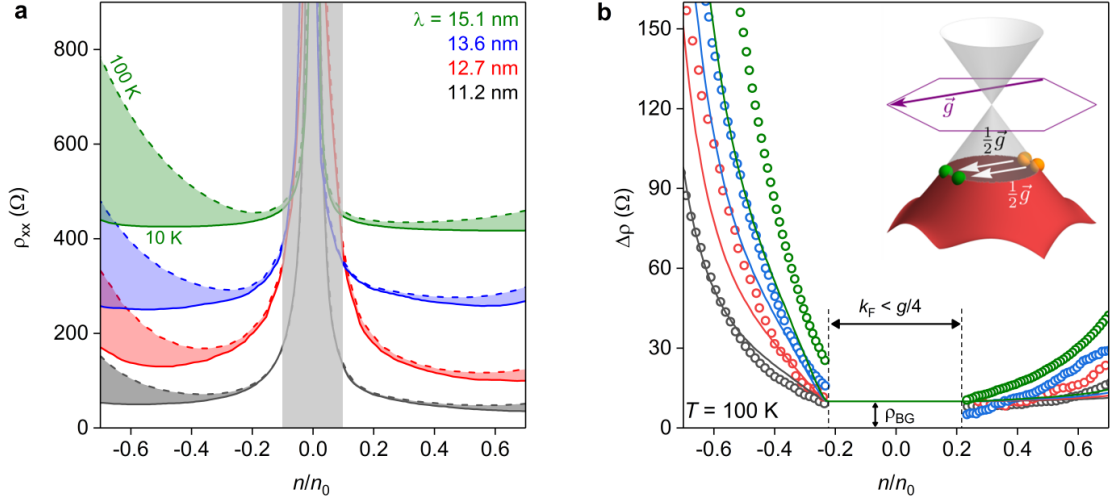 a
λ = 15.1 nm
13.6 nm
12.7 nm
11.2 nm
100 K
10 K
800
600
400
200
0
ρxx (Ω)
-0.6 -0.4 -0.2 0.0 0.2 0.4 0.6
n/n0
b
150
120
90
60
30
0
Δρ (Ω)
g⃗
½g⃗
½g⃗
kF < g/4
T = 100 K
ρBG
-0.6 -0.4 -0.2 0.0 0.2 0.4 0.6
n/n0